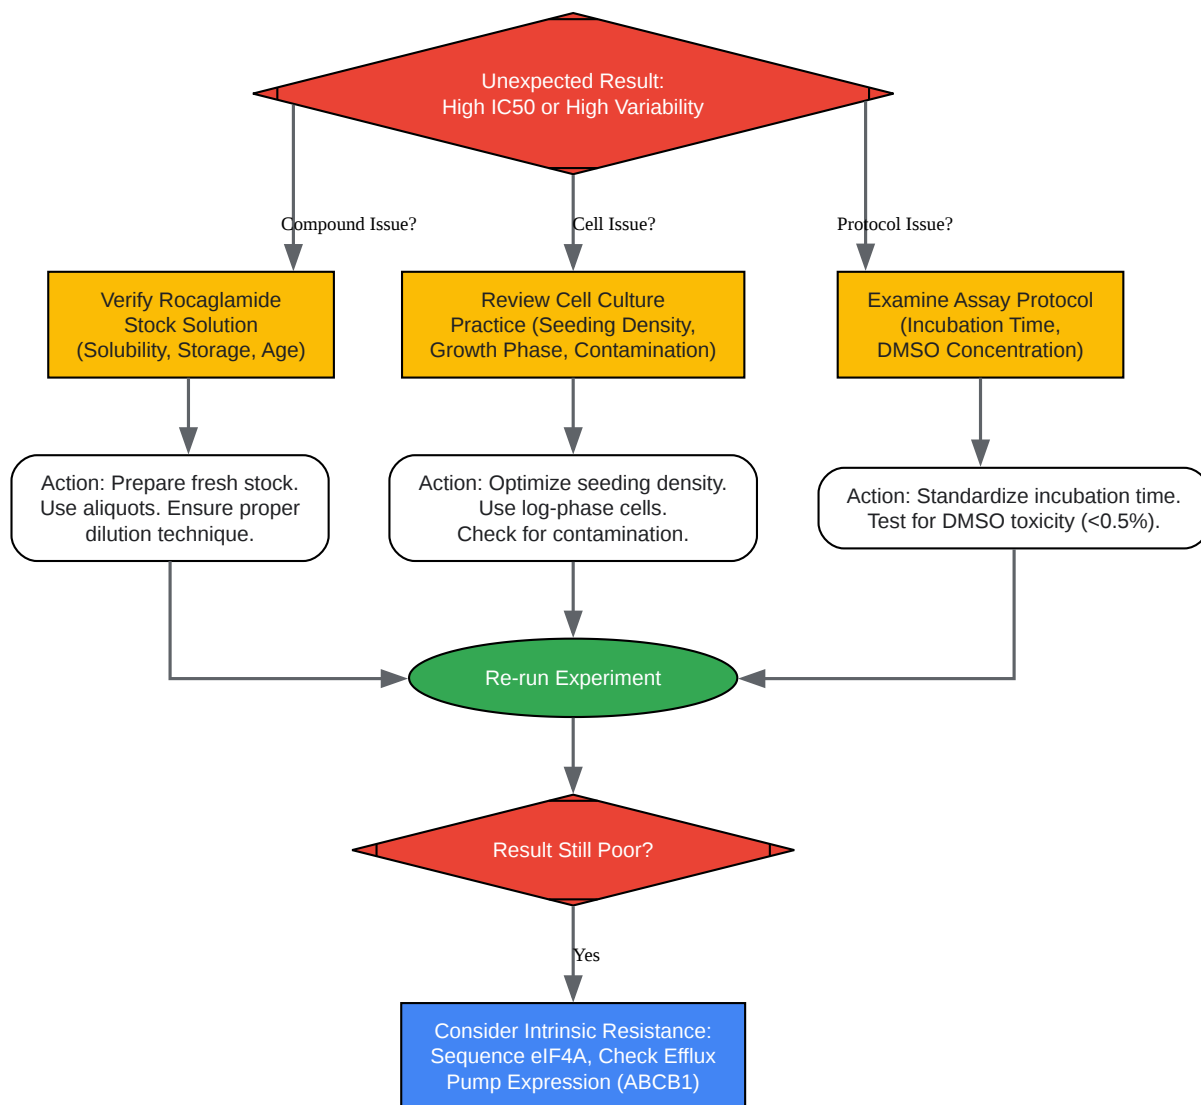 Unexpected Result:
High IC50 or High Variability
Compound Issue?
Cell Issue?
Protocol Issue?
Verify Rocaglamide
Stock Solution
(Solubility, Storage, Age)
Review Cell Culture
Practice (Seeding Density,
Growth Phase, Contamination)
Examine Assay Protocol
(Incubation Time,
DMSO Concentration)
Action: Prepare fresh stock.
Use aliquots. Ensure proper
dilution technique.
Action: Optimize seeding density.
Use log-phase cells.
Check for contamination.
Action: Standardize incubation time.
Test for DMSO toxicity (<0.5%).
Re-run Experiment
Result Still Poor?
Yes
Consider Intrinsic Resistance:
Sequence eIF4A, Check Efflux
Pump Expression (ABCB1)